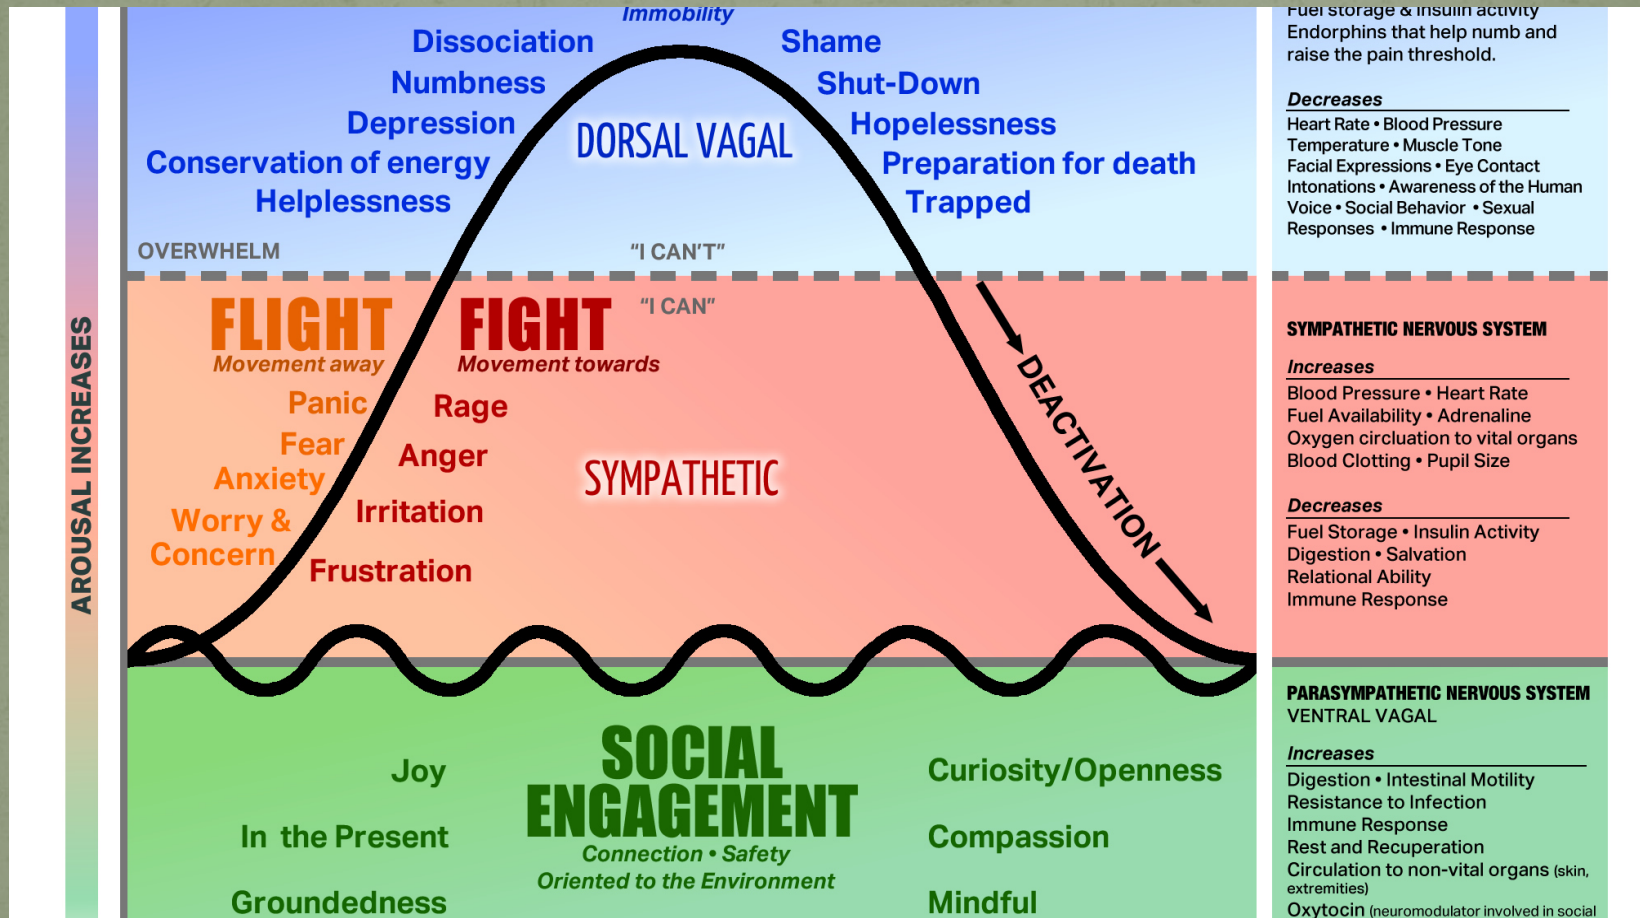 Immobility
Dissociation
Shame
Numbness
Shut-Down
Depression
Hopelessness
DORSAL VAGAL
Conservation of energy
Preparation for death
Helplessness
Trapped
OVERWHELM
“I CAN’T”
“I CAN”
FLIGHT
Movement away
FIGHT
Movement towards
Panic
Fear
Anxiety
Worry &
Concern
Rage
Anger
Irritation
Frustration
SYMPATHETIC
DEACTIVATION
AROUSAL INCREASES
SOCIAL
ENGAGEMENT
Connection • Safety
Oriented to the Environment
Joy
In the Present
Groundedness
Curiosity/Openness
Compassion
Mindful
Fuel storage & insulin activity
Endorphins that help numb and
raise the pain threshold.
Decreases
Heart Rate • Blood Pressure
Temperature • Muscle Tone
Facial Expressions • Eye Contact
Intonations • Awareness of the Human
Voice • Social Behavior • Sexual
Responses • Immune Response
SYMPATHETIC NERVOUS SYSTEM
Increases
Blood Pressure • Heart Rate
Fuel Availability • Adrenaline
Oxygen circluation to vital organs
Blood Clotting • Pupil Size
Decreases
Fuel Storage • Insulin Activity
Digestion • Salvation
Relational Ability
Immune Response
PARASYMPATHETIC NERVOUS SYSTEM
VENTRAL VAGAL
Increases
Digestion • Intestinal Motility
Resistance to Infection
Immune Response
Rest and Recuperation
Circulation to non-vital organs (skin,
extremities)
Oxytocin (neuromodulator involved in social